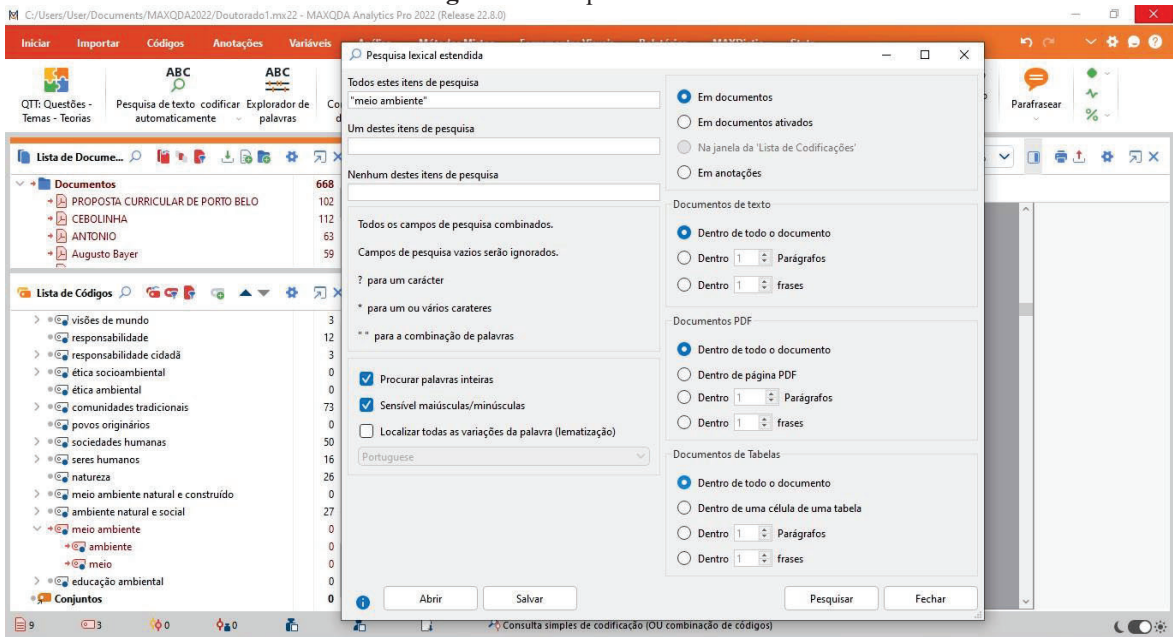 C:/Users/User/Documents/MAXQDA2022/Doutorado1.mx22 - MAXQDA Analytics Pro 2022 (Release 22.8.0)
Iniciar Importar Códigos Anotações Variáveis
QTT: Questões - Temas - Teorias
ABC
Pesquisa de texto codificar automaticamente
ABC
Explorador de palavras
Parafrasear
Lista de Docume...
Documentos 668
PROPOSTA CURRICULAR DE PORTO BELO 102
CEBOLINHA 112
ANTONIO 63
Augusto Bayer 59
Lista de Códigos
visões de mundo 3
responsabilidade 12
responsabilidade cidadã 3
ética socioambiental 0
ética ambiental 0
comunidades tradicionais 73
povos originários 0
sociedades humanas 50
seres humanos 16
natureza 26
meio ambiente natural e construído 0
ambiente natural e social 27
meio ambiente 0
ambiente 0
meio 0
educação ambiental 0
Conjuntos 0
Pesquisa lexical estendida
Todos estes itens de pesquisa
"meio ambiente"
Um destes itens de pesquisa
Nenhum destes itens de pesquisa
Todos os campos de pesquisa combinados.
Campos de pesquisa vazios serão ignorados.
? para um carácter
* para um ou vários carateres
" " para a combinação de palavras
Procurar palavras inteiras
Sensível maiúsculas/minúsculas
Localizar todas as variações da palavra (lematização)
Portuguese
Em documentos
Em documentos ativados
Na janela da 'Lista de Codificações'
Em anotações
Documentos de texto
Dentro de todo o documento
Dentro 1 Parágrafos
Dentro 1 frases
Documentos PDF
Dentro de todo o documento
Dentro de página PDF
Dentro 1 Parágrafos
Dentro 1 frases
Documentos de Tabelas
Dentro de todo o documento
Dentro de uma célula de uma tabela
Dentro 1 Parágrafos
Dentro 1 frases
Abrir Salvar Pesquisar Fechar
9 3 0 0 Consulta simples de codificação (OU combinação de códigos)